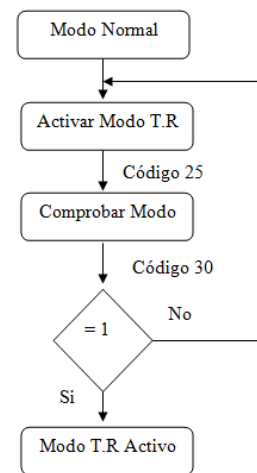 Modo Normal
Activar Modo T.R
Código 25
Comprobar Modo
Código 30
= 1
No
Si
Modo T.R Activo